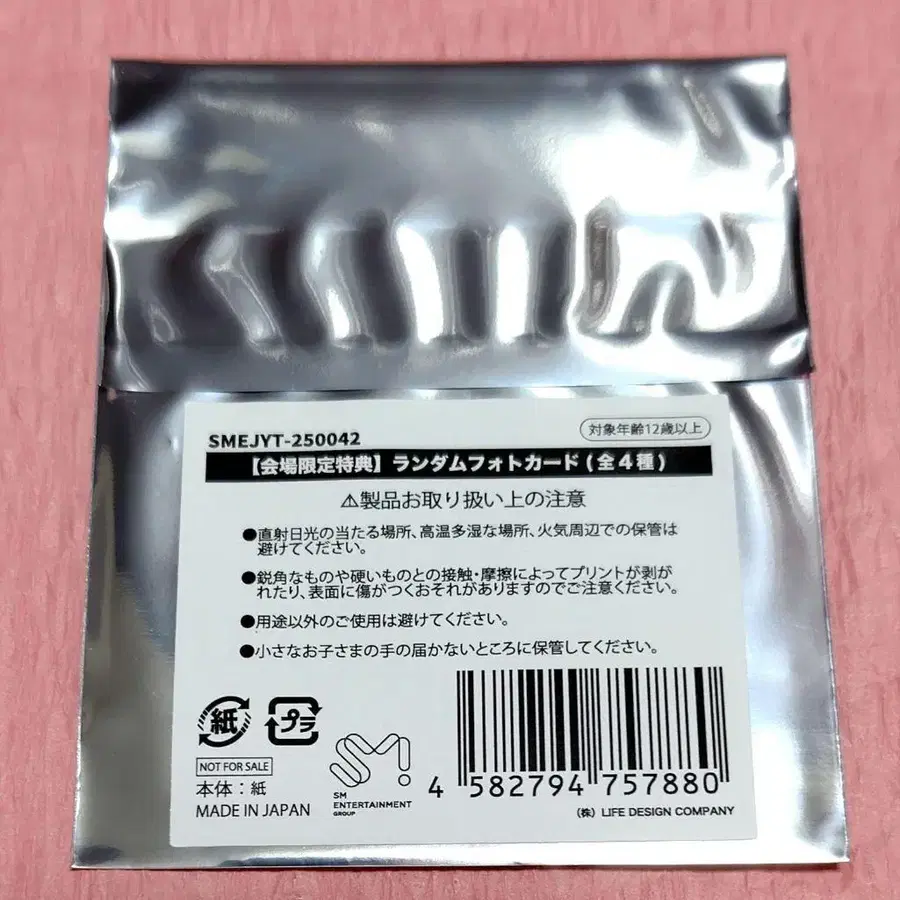 SMEJYT-250042
対象年齢12歳以上
【会場限定特典】ランダムフォトカード(全4種)
⚠製品お取り扱い上の注意
●直射日光の当たる場所、高温多湿な場所、火気周辺での保管は
避けてください。
●鋭角なものや硬いものとの接触・摩擦によってプリントが剥が
れたり、表面に傷がつくおそれがありますのでご注意ください。
●用途以外のご使用は避けてください。
●小さなお子さまの手の届かないところに保管してください。
紙
プラ
NOT FOR SALE
本体:紙
MADE IN JAPAN
SM!
SM
ENTERTAINMENT
GROUP
4 582794 757880
(株) LIFE DESIGN COMPANY